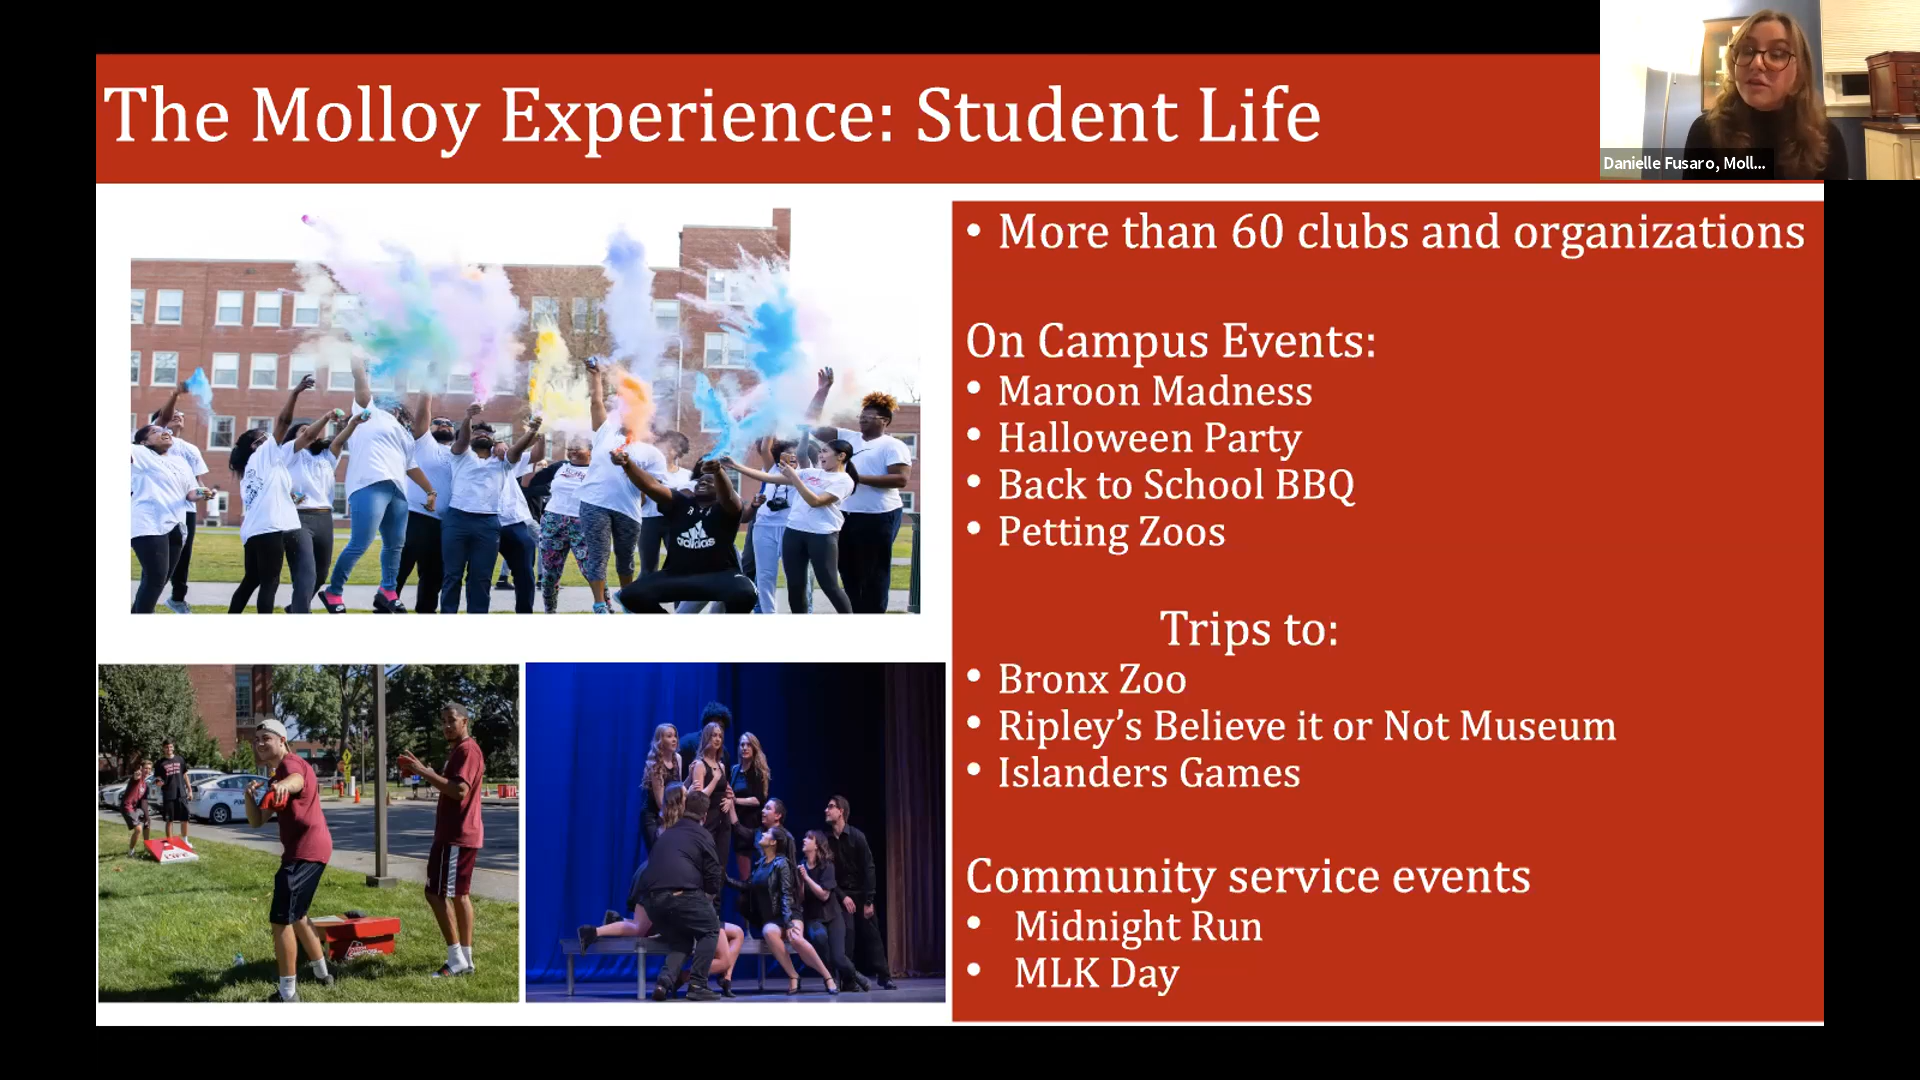 The Molloy Experience: Student Life
Danielle Fusaro, Moll...
• More than 60 clubs and organizations
On Campus Events:
• Maroon Madness
• Halloween Party
• Back to School BBQ
• Petting Zoos
Trips to:
• Bronx Zoo
• Ripley’s Believe it or Not Museum
• Islanders Games
Community service events
• Midnight Run
• MLK Day
adidas